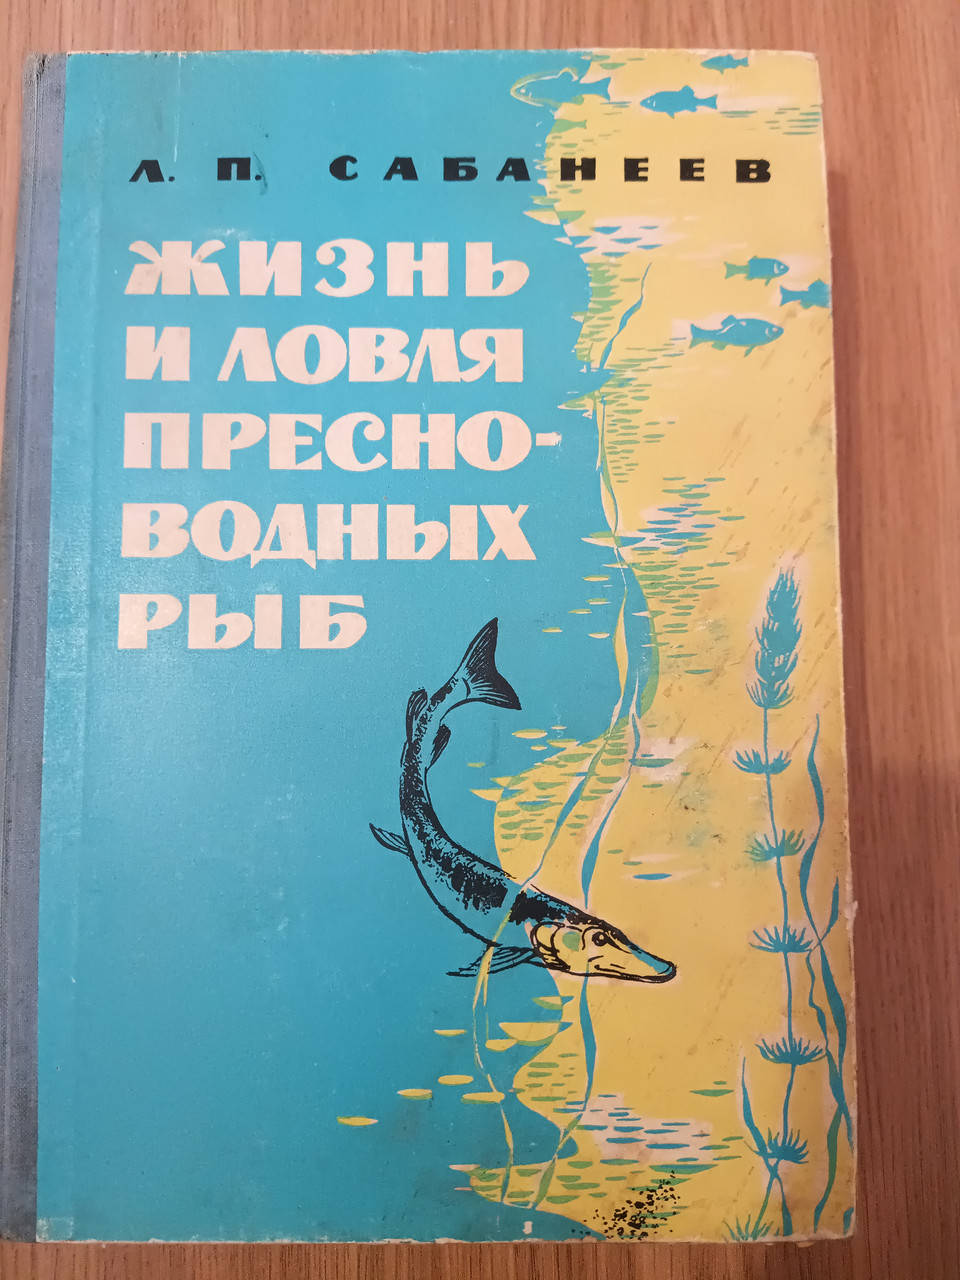 Л. П. САБАНЕЕВ
ЖИЗНЬ
И ЛОВЛЯ
ПРЕСНО-
ВОДНЫХ
РЫБ